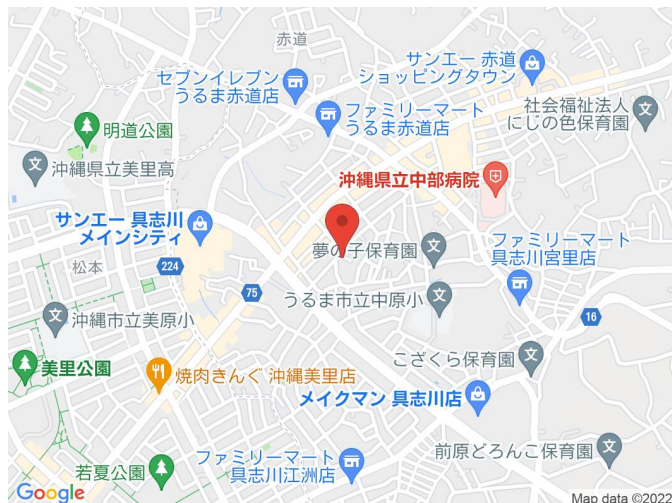 赤道
サンエー 赤道
ショッピングタウン
セブンイレブン
うるま赤道店
ファミリーマート
うるま赤道店
社会福祉法人
にじの色保育園
明道公園
沖縄県立美里高
沖縄県立中部病院
サンエー 具志川
メインシティ
松本
224
夢の子保育園
ファミリーマート
具志川宮里店
75
うるま市立中原小
16
沖縄市立美原小
こざくら保育園
美里公園
焼肉きんぐ 沖縄美里店
メイクマン 具志川店
前原どろんこ保育園
ファミリーマート
具志川江洲店
若夏公園
Google
Map data ©2022